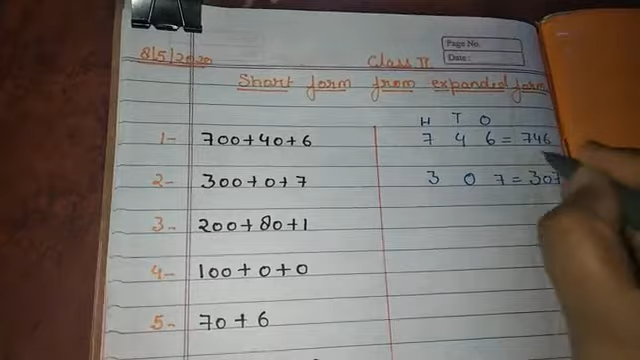 8/5/2020 Class II Page No.
Date:
Short form from expanded form
H T O
1- 700+40+6 7 4 6 = 746
2- 300+0+7 3 0 7 = 307
3- 200+80+1
4- 100+0+0
5- 70+6